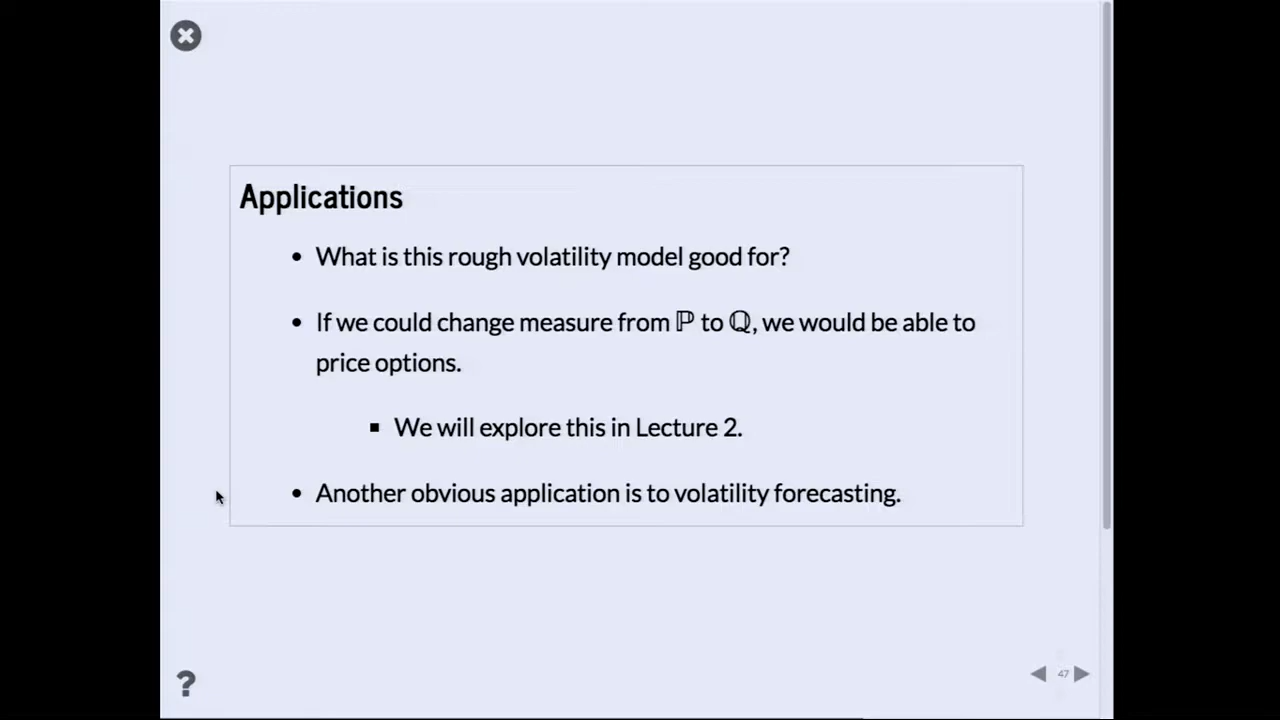 Applications
• What is this rough volatility model good for?
• If we could change measure from ℙ to ℚ, we would be able to
price options.
▪ We will explore this in Lecture 2.
• Another obvious application is to volatility forecasting.
?
47